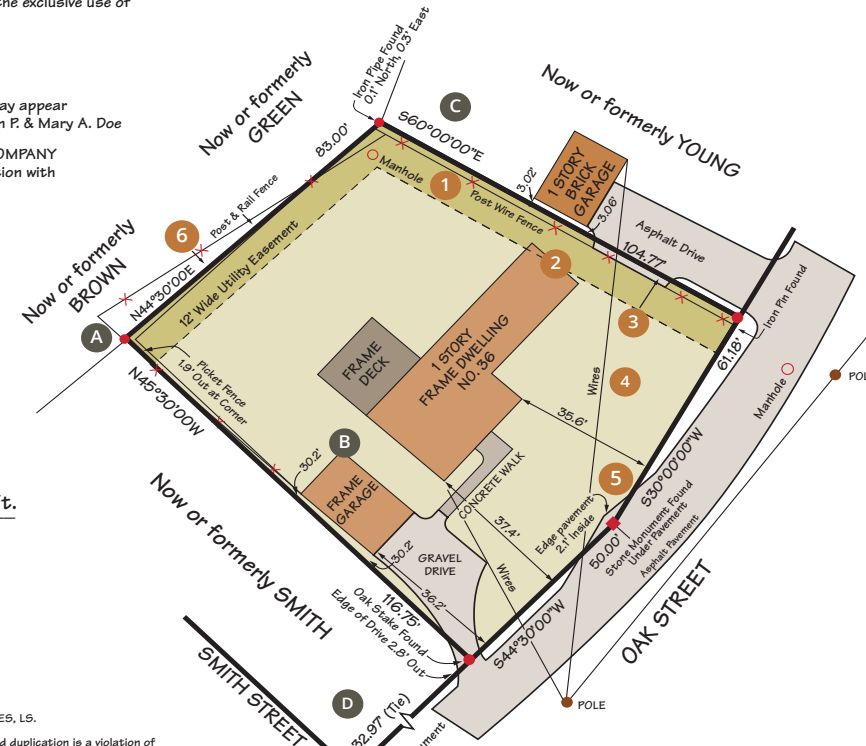 the exclusive use of
ay appear
n P. & Mary A. Doe
OMPANY
tion with
t.
ES, LS.
d duplication is a violation of
Now or formerly
GREEN
Iron Pipe Found
0.1' North, 0.3' East
C
S60°00'00"E
Now or formerly YOUNG
83.00'
Manhole
1
3.02'
1 STORY
BRICK
GARAGE
3.06'
Post Wire Fence
104.77'
Asphalt Drive
6
Post & Rail Fence
Now or formerly
BROWN
N44°30'00E
12' Wide Utility Easement
2
3
Iron Pin Found
61.18'
A
Picket Fence
1.9' Out at Corner
N45°30'00W
FRAME
DECK
1 STORY
FRAME DWELLING
NO. 36
Wires
4
Manhole
POL
B
30.2'
FRAME
GARAGE
30.2'
35.6'
CONCRETE WALK
37.4'
5
Edge pavement
2.1' Inside
S30°00'00"W
50.00'
Stone Monument Found
Under Pavement
Asphalt Pavement
Now or formerly SMITH
GRAVEL
DRIVE
Wires
36.2'
116.75'
Oak Stake Found
Edge of Drive 2.8' Out
S44°30'00"W
OAK STREET
SMITH STREET
D
32.97' (Tie)
POLE
ement